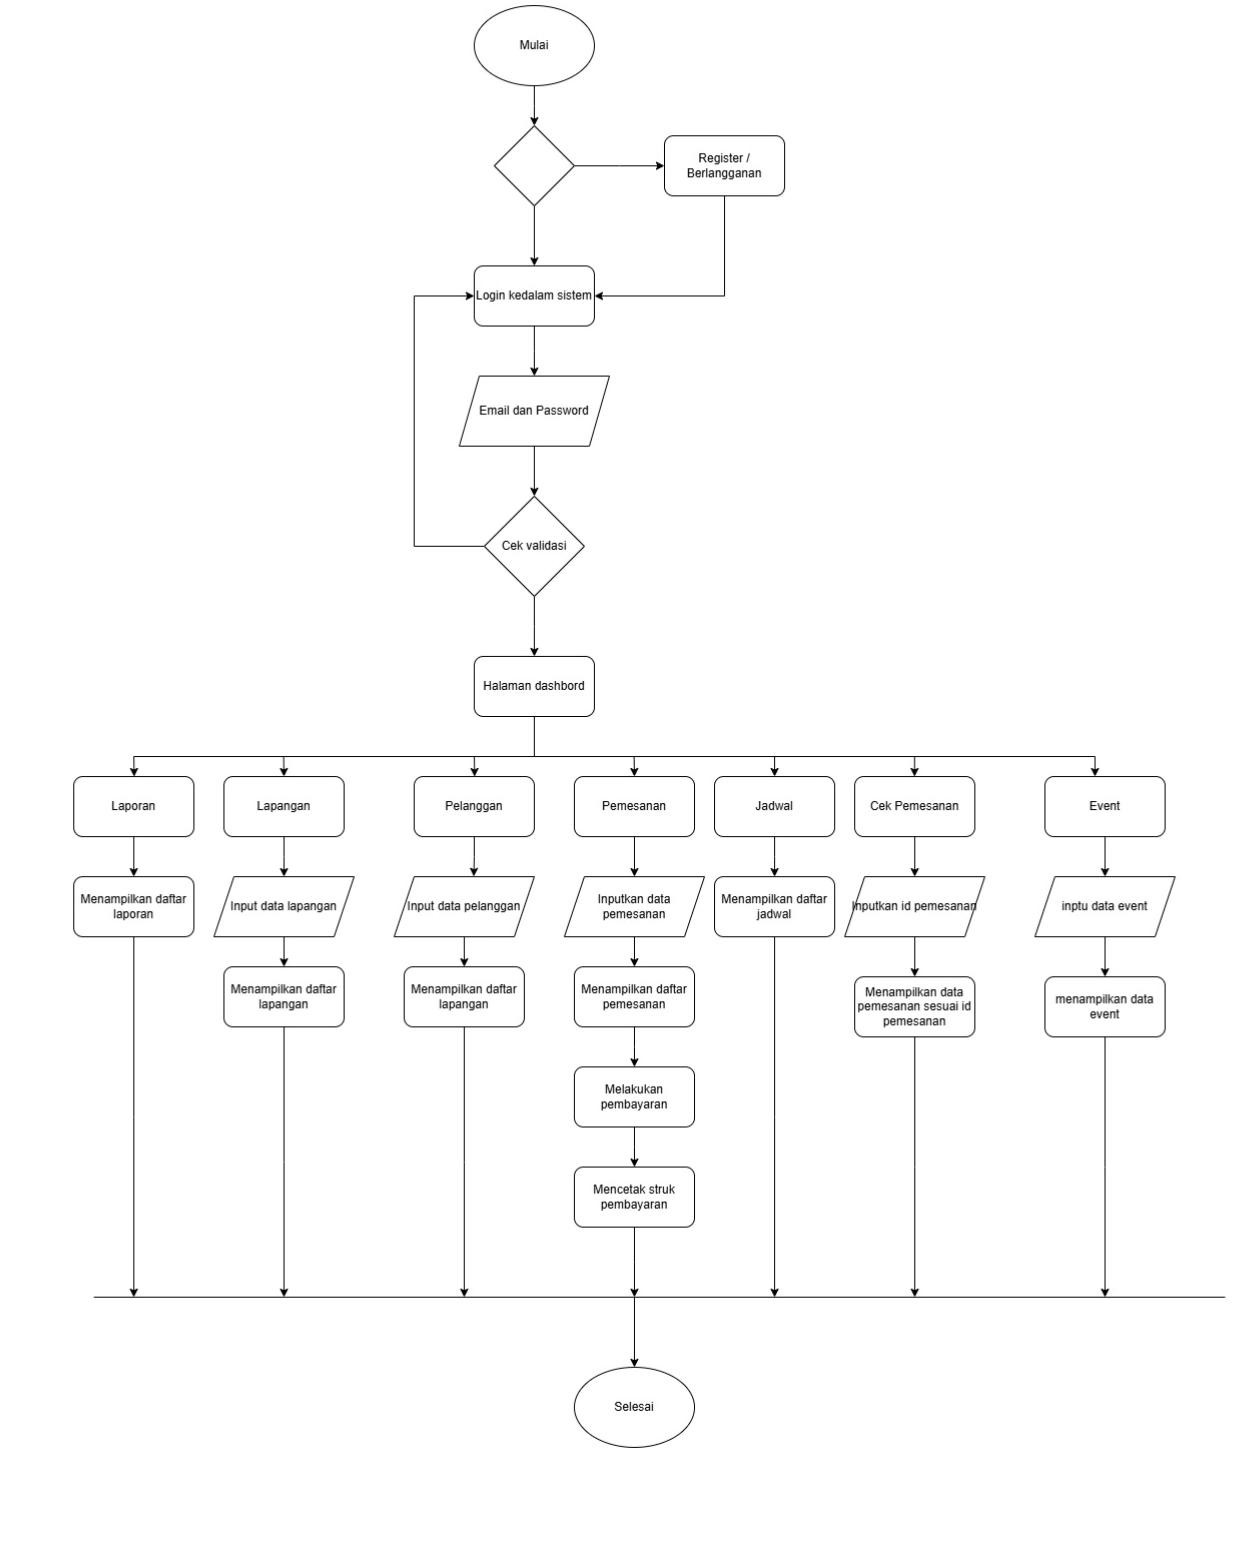 Mulai
Register /
Berlangganan
Login kedalam sistem
Email dan Password
Cek validasi
Halaman dashbord
Laporan
Lapangan
Pelanggan
Pemesanan
Jadwal
Cek Pemesanan
Event
Menampilkan daftar
laporan
Input data lapangan
Input data pelanggan
Inputkan data
pemesanan
Menampilkan daftar
jadwal
Inputkan id pemesanan
inptu data event
Menampilkan daftar
lapangan
Menampilkan daftar
lapangan
Menampilkan daftar
pemesanan
Menampilkan data
pemesanan sesuai id
pemesanan
menampilkan data
event
Melakukan
pembayaran
Mencetak struk
pembayaran
Selesai